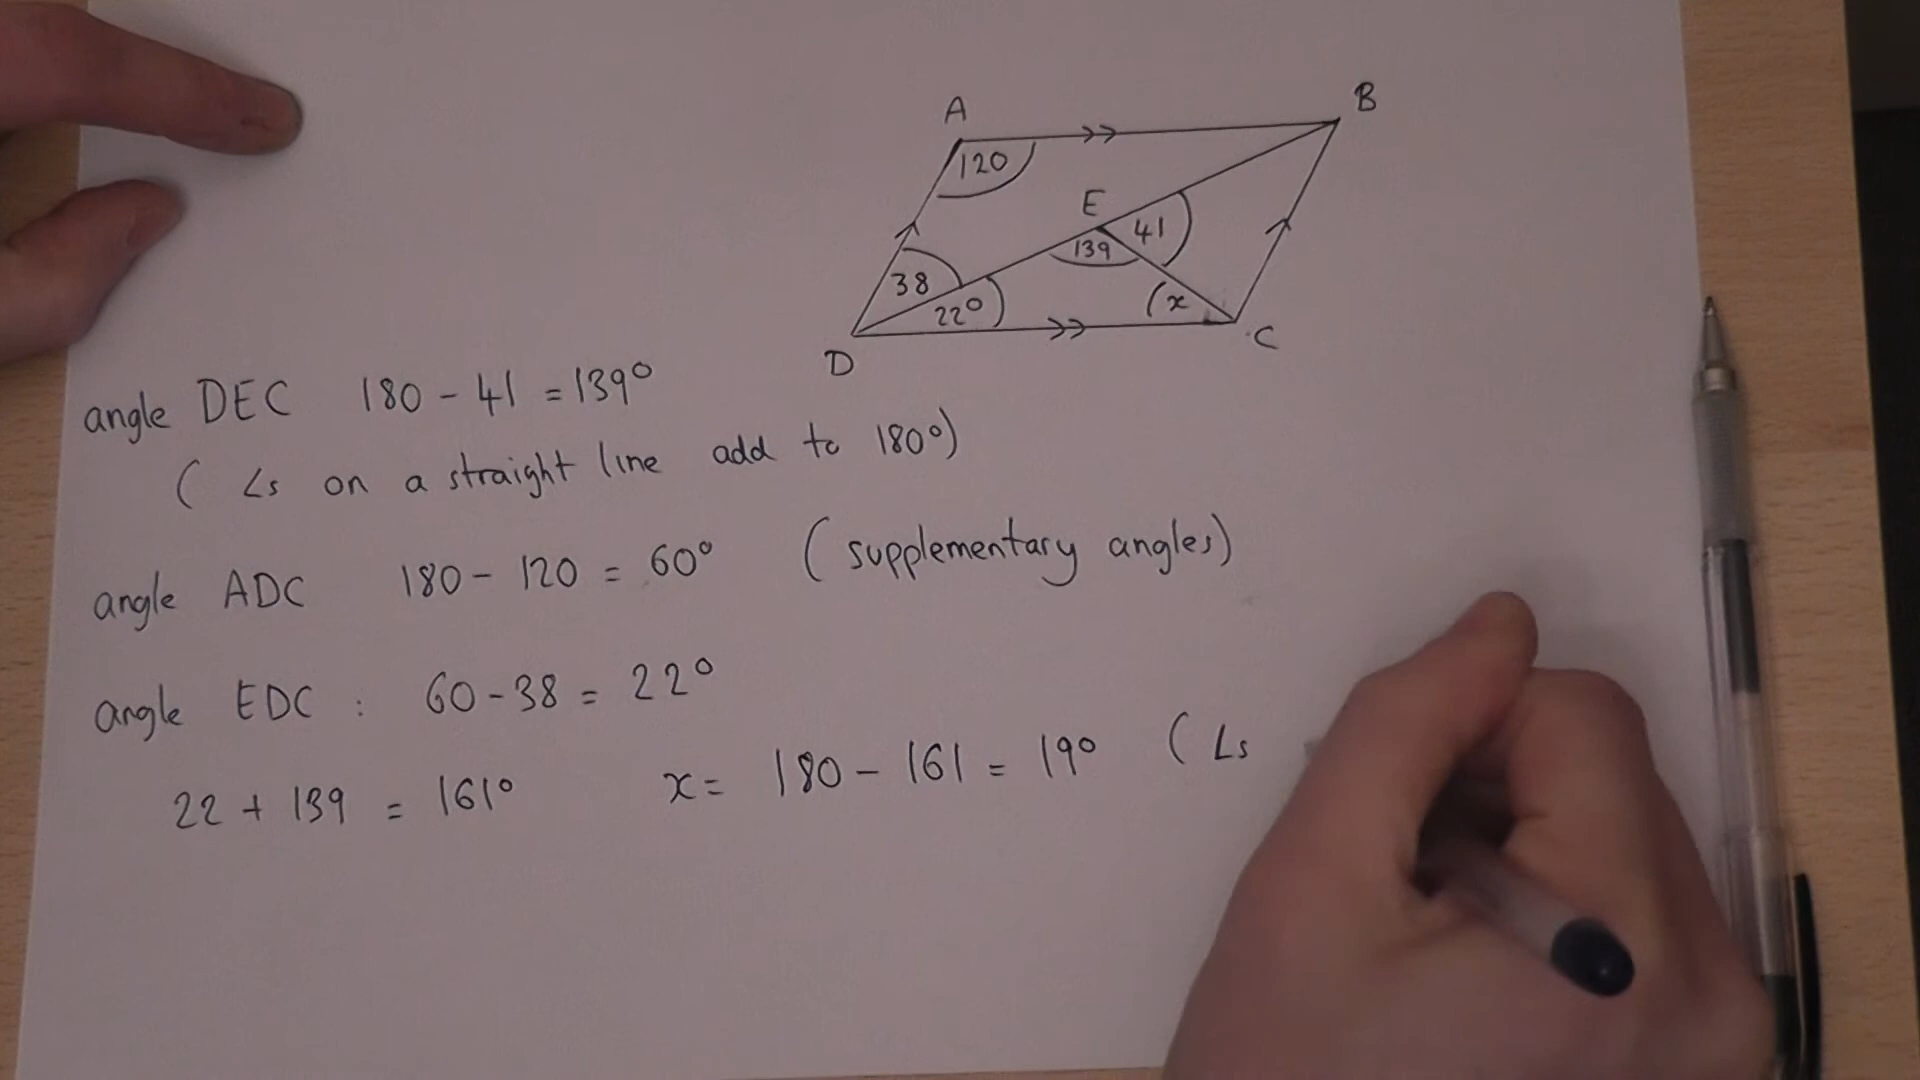 A
B
120
E
41
139
38
22°
x
D
C
angle DEC 180 - 41 = 139°
( ∠s on a straight line add to 180°)
angle ADC 180 - 120 = 60° ( supplementary angles)
angle EDC : 60 - 38 = 22°
22 + 139 = 161° x = 180 - 161 = 19° ( ∠s